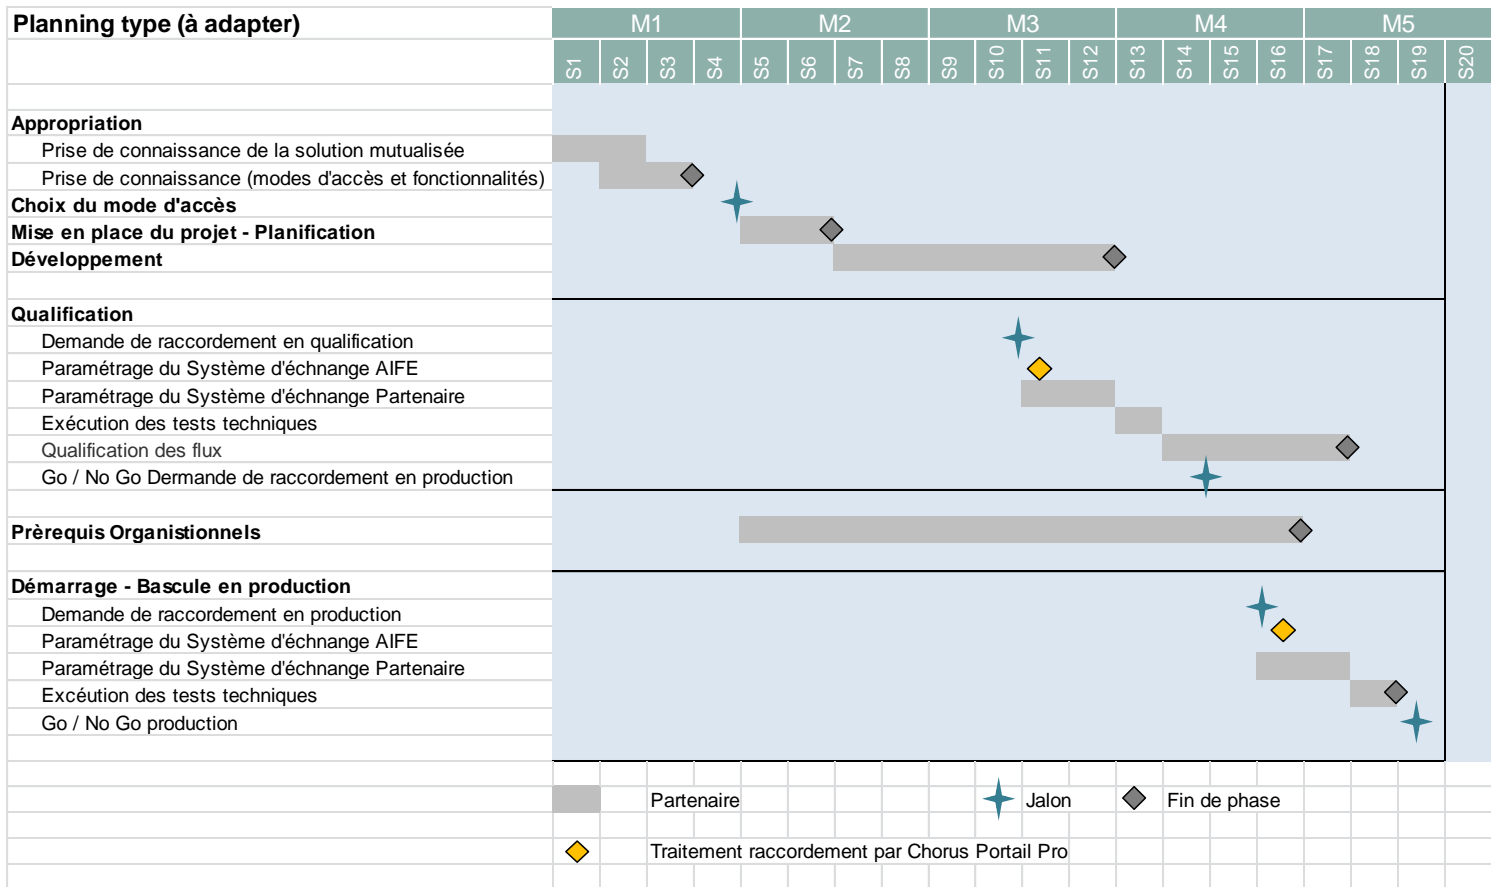 Planning type (à adapter)
M1 M2 M3 M4 M5
S1 S2 S3 S4 S5 S6 S7 S8 S9 S10 S11 S12 S13 S14 S15 S16 S17 S18 S19 S20
Appropriation
Prise de connaissance de la solution mutualisée
Prise de connaissance (modes d'accès et fonctionnalités)
Choix du mode d'accès
Mise en place du projet - Planification
Développement
Qualification
Demande de raccordement en qualification
Paramétrage du Système d'échnange AIFE
Paramétrage du Système d'échnange Partenaire
Exécution des tests techniques
Qualification des flux
Go / No Go Dermande de raccordement en production
Prèrequis Organistionnels
Démarrage - Bascule en production
Demande de raccordement en production
Paramétrage du Système d'échnange AIFE
Paramétrage du Système d'échnange Partenaire
Excéution des tests techniques
Go / No Go production
Partenaire Jalon Fin de phase
Traitement raccordement par Chorus Portail Pro